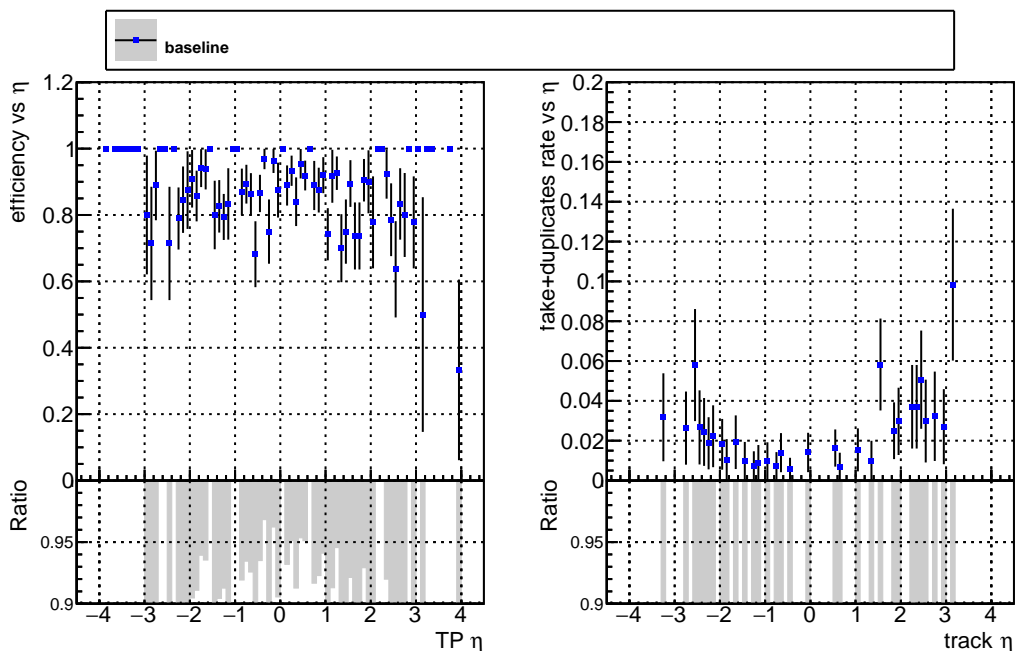 baseline
efficiency vs η
1.2
1
0.8
0.6
0.4
0.2
0
Ratio
0.95
0.9
−4 −3 −2 −1 0 1 2 3 4
TP η
fake+duplicates rate vs η
0.2
0.18
0.16
0.14
0.12
0.1
0.08
0.06
0.04
0.02
0
Ratio
0.95
0.9
−4 −3 −2 −1 0 1 2 3 4
track η